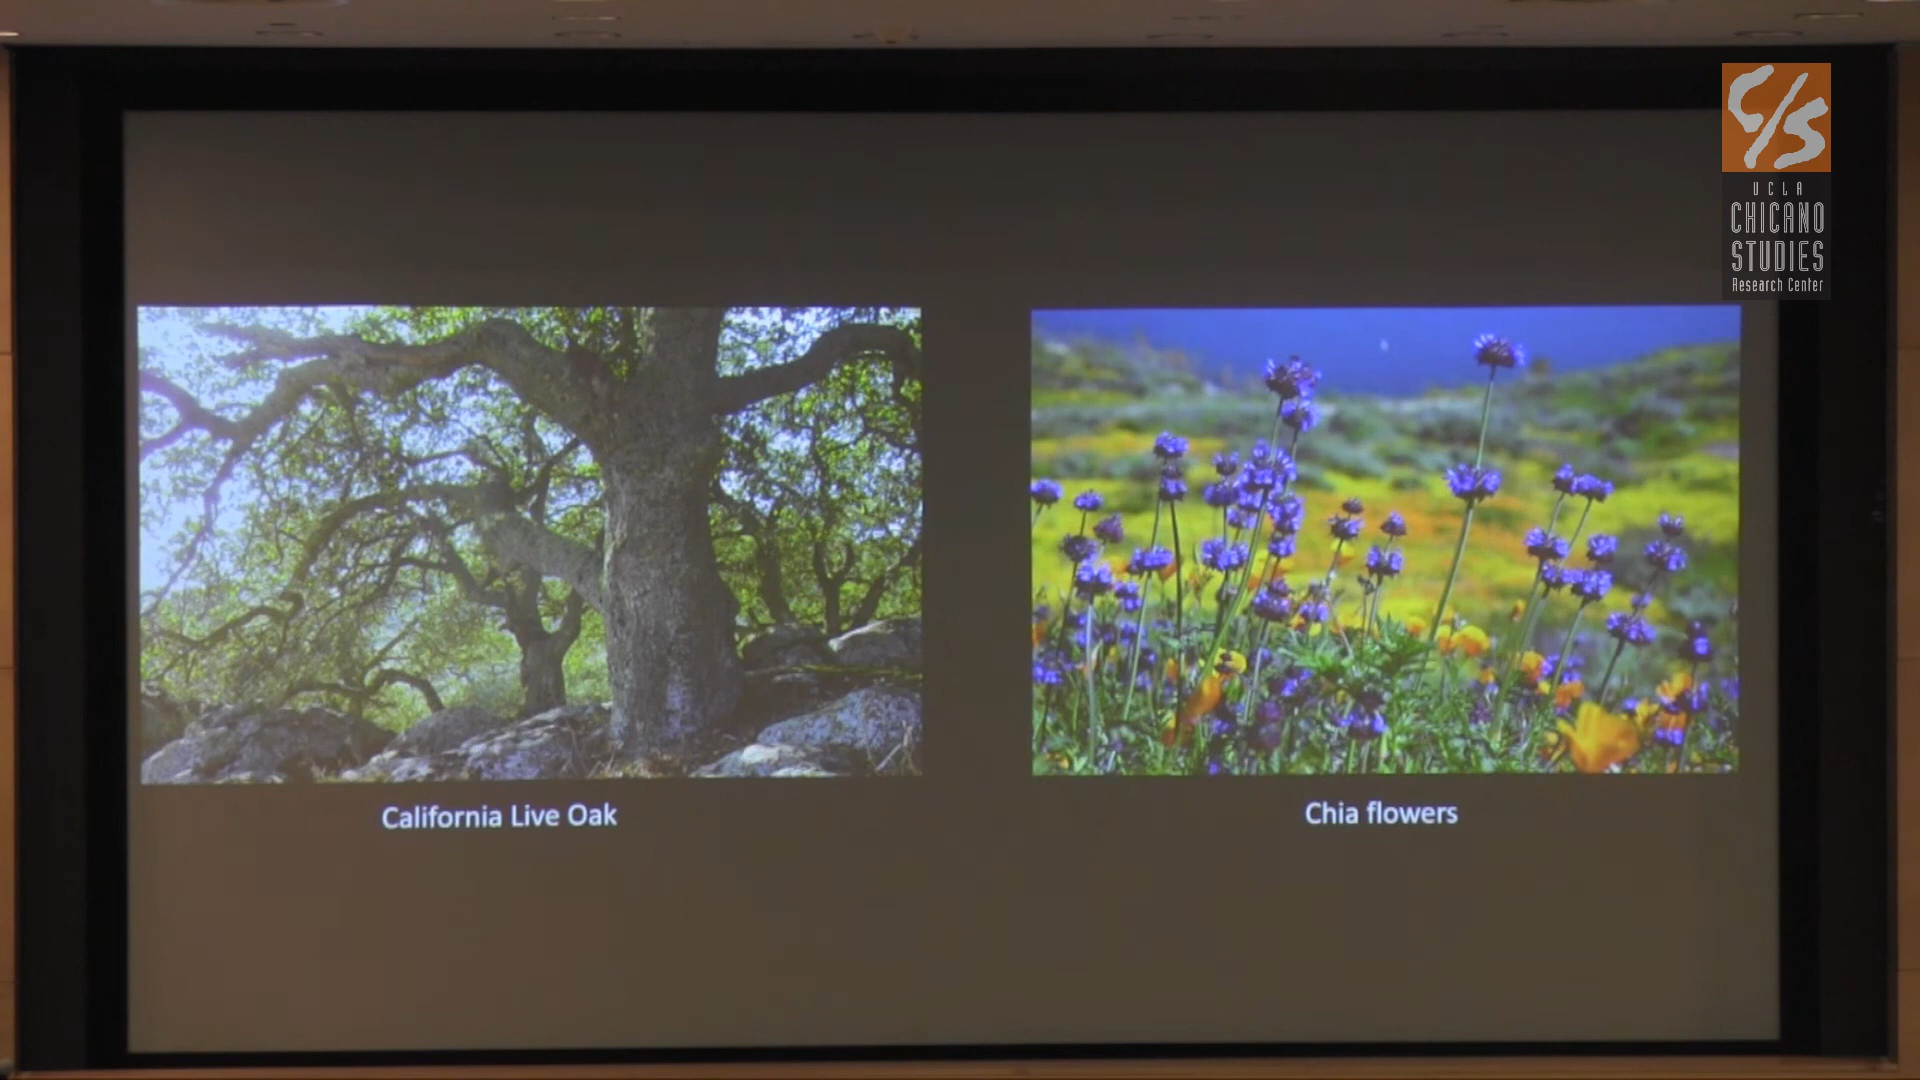 C/S
UCLA
CHICANO
STUDIES
Research Center
California Live Oak
Chia flowers